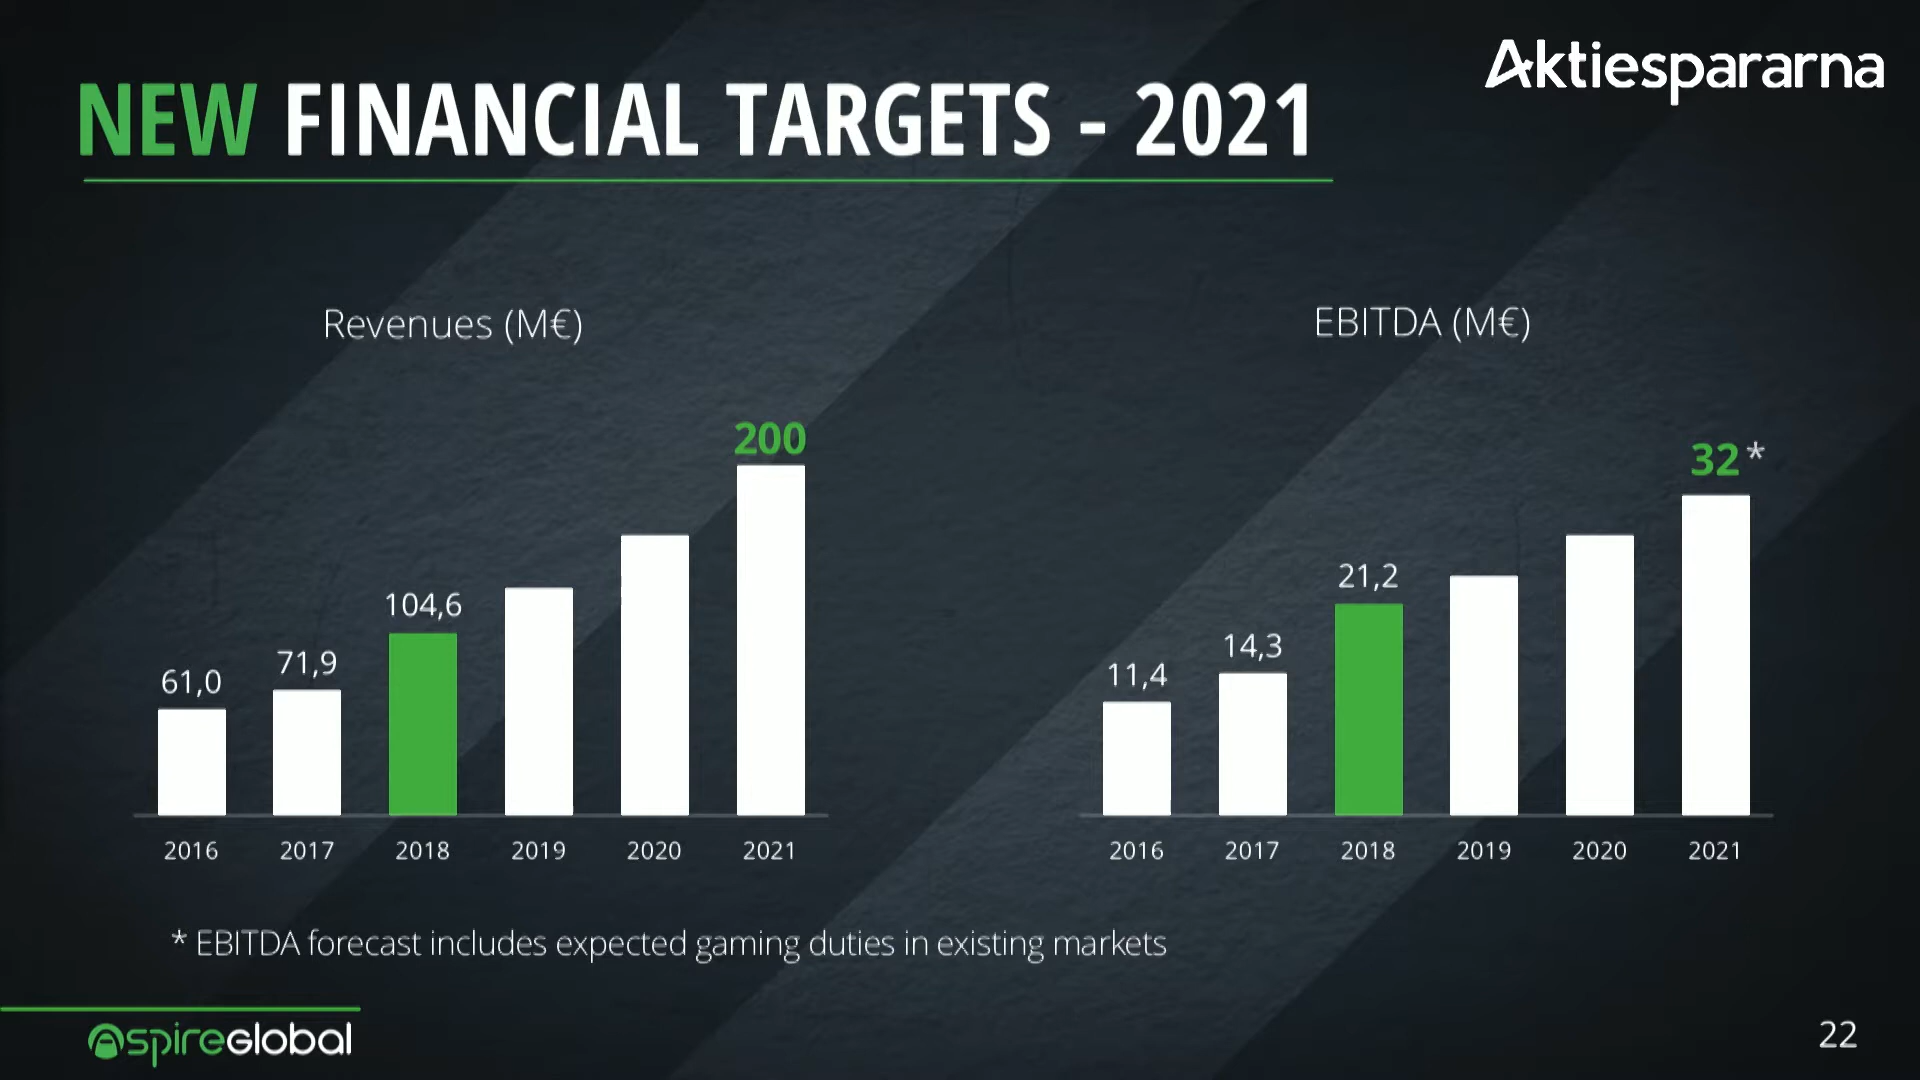 Aktiespararna
NEW FINANCIAL TARGETS - 2021
Revenues (M€)
200
104,6
71,9
61,0
2016 2017 2018 2019 2020 2021
EBITDA (M€)
32*
21,2
14,3
11,4
2016 2017 2018 2019 2020 2021
* EBITDA forecast includes expected gaming duties in existing markets
aspireglobal
22